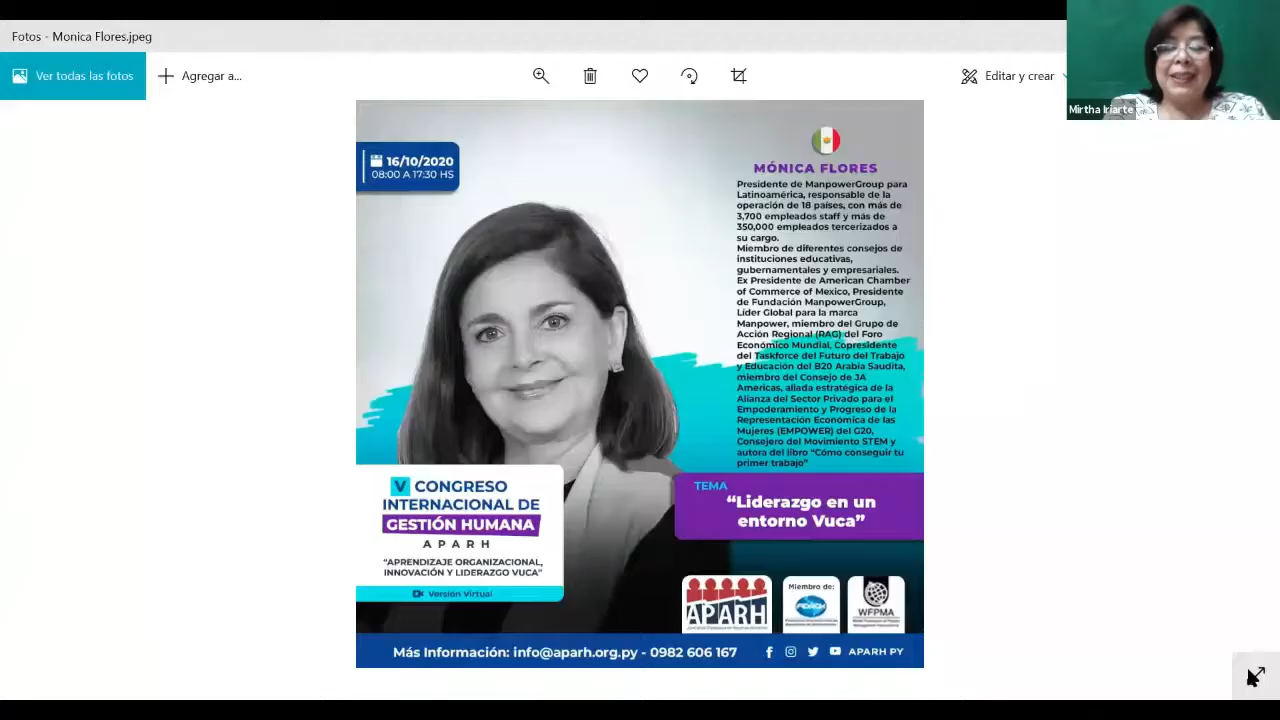 Fotos - Monica Flores.jpeg
Ver todas las fotos
Agregar a...
Editar y crear
Mirtha Iriarte
16/10/2020
08:00 A 17:30 HS
MÓNICA FLORES
Presidente de ManpowerGroup para
Latinoamérica, responsable de la
operación de 18 países, con más de
3,700 empleados staff y más de
350,000 empleados tercerizados a
su cargo.
Miembro de diferentes consejos de
instituciones educativas,
gubernamentales y empresariales.
Ex Presidente de American Chamber
of Commerce of Mexico, Presidente
de Fundación ManpowerGroup,
Líder Global para la marca
Manpower, miembro del Grupo de
Acción Regional (RAG) del Foro
Económico Mundial, Copresidente
del Taskforce del Futuro del Trabajo
y Educación del B20 Arabia Saudita,
miembro del Consejo de JA
Americas, aliada estratégica de la
Alianza del Sector Privado para el
Empoderamiento y Progreso de la
Representación Económica de las
Mujeres (EMPOWER) del G20,
Consejero del Movimiento STEM y
autora del libro "Cómo conseguir tu
primer trabajo"
TEMA
"Liderazgo en un
entorno Vuca"
V CONGRESO
INTERNACIONAL DE
GESTIÓN HUMANA
APARH
"APRENDIZAJE ORGANIZACIONAL,
INNOVACIÓN Y LIDERAZGO VUCA"
Versión Virtual
APARH
Miembro de:
WFPMA
Más Información: info@aparh.org.py - 0982 606 167
APARH PY